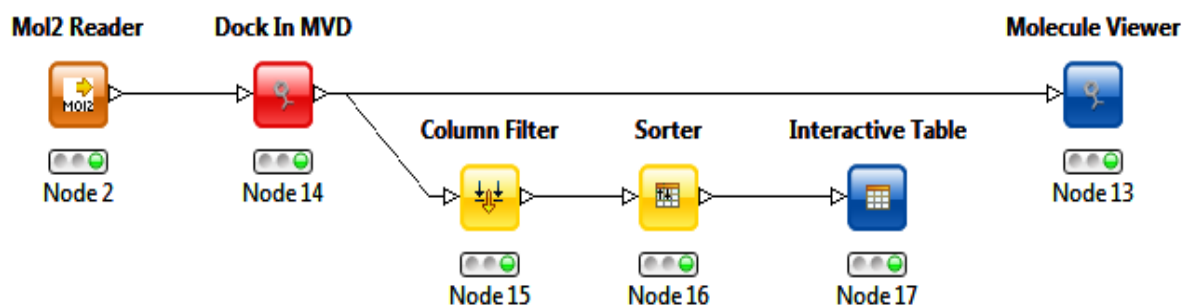 Mol2 Reader
Dock In MVD
Molecule Viewer
MOI2
Column Filter
Sorter
Interactive Table
Node 2
Node 14
Node 13
Node 15
Node 16
Node 17